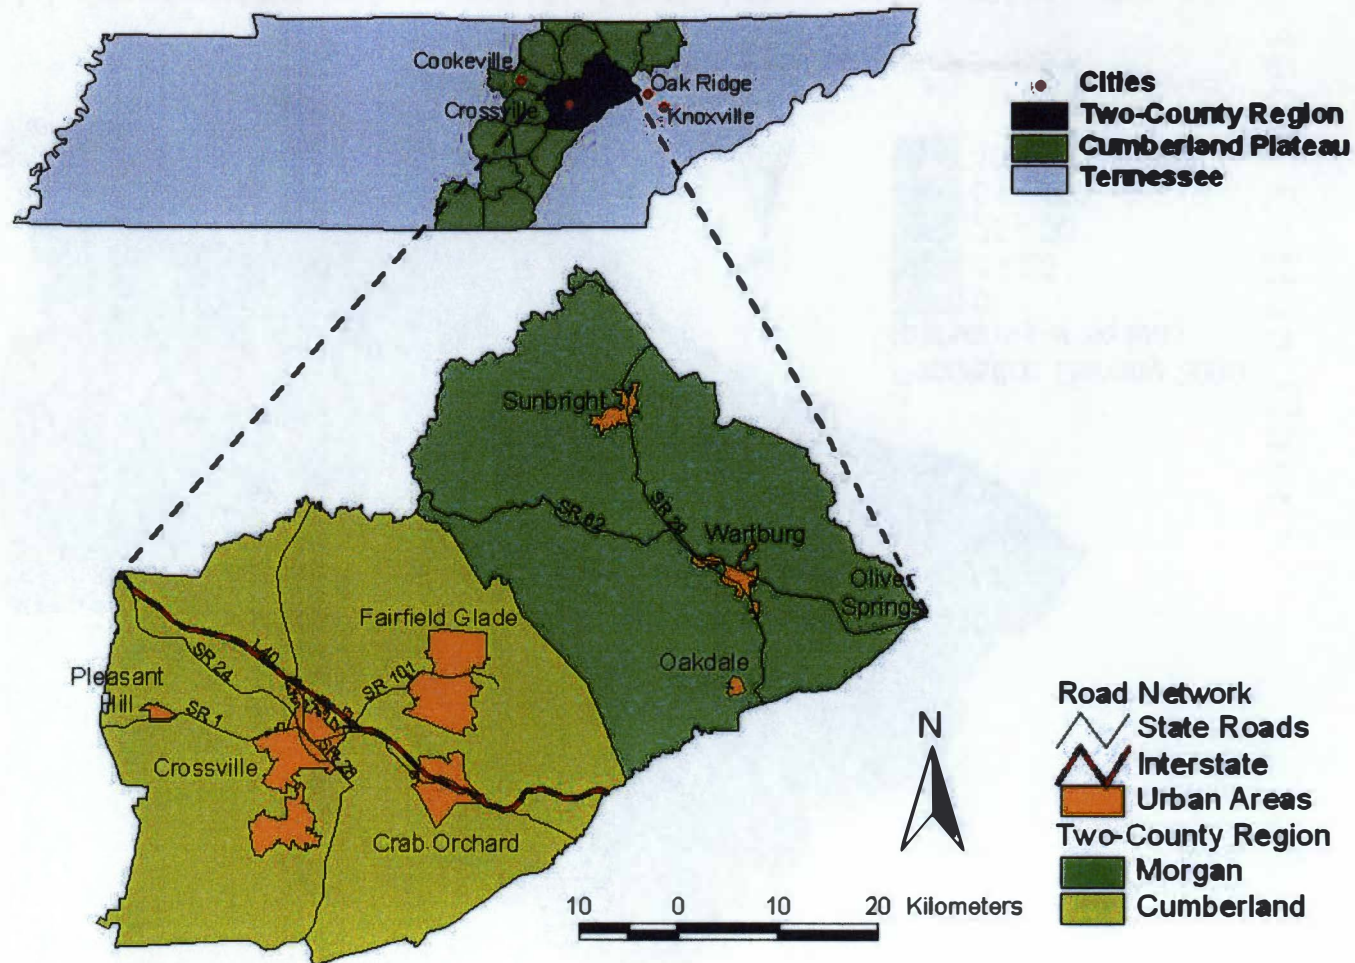 Cookeville
Crossville
Oak Ridge
Knoxville
Cities
Two-County Region
Cumberland Plateau
Tennessee
Sunbright
SR 62
SR 29
Wartburg
Oliver
Springs
Oakdale
Fairfield Glade
I-40
SR 24
SR 101
Pleasant
Hill
SR 1
Crossville
SR 28
Crab Orchard
N
10 0 10 20 Kilometers
Road Network
State Roads
Interstate
Urban Areas
Two-County Region
Morgan
Cumberland